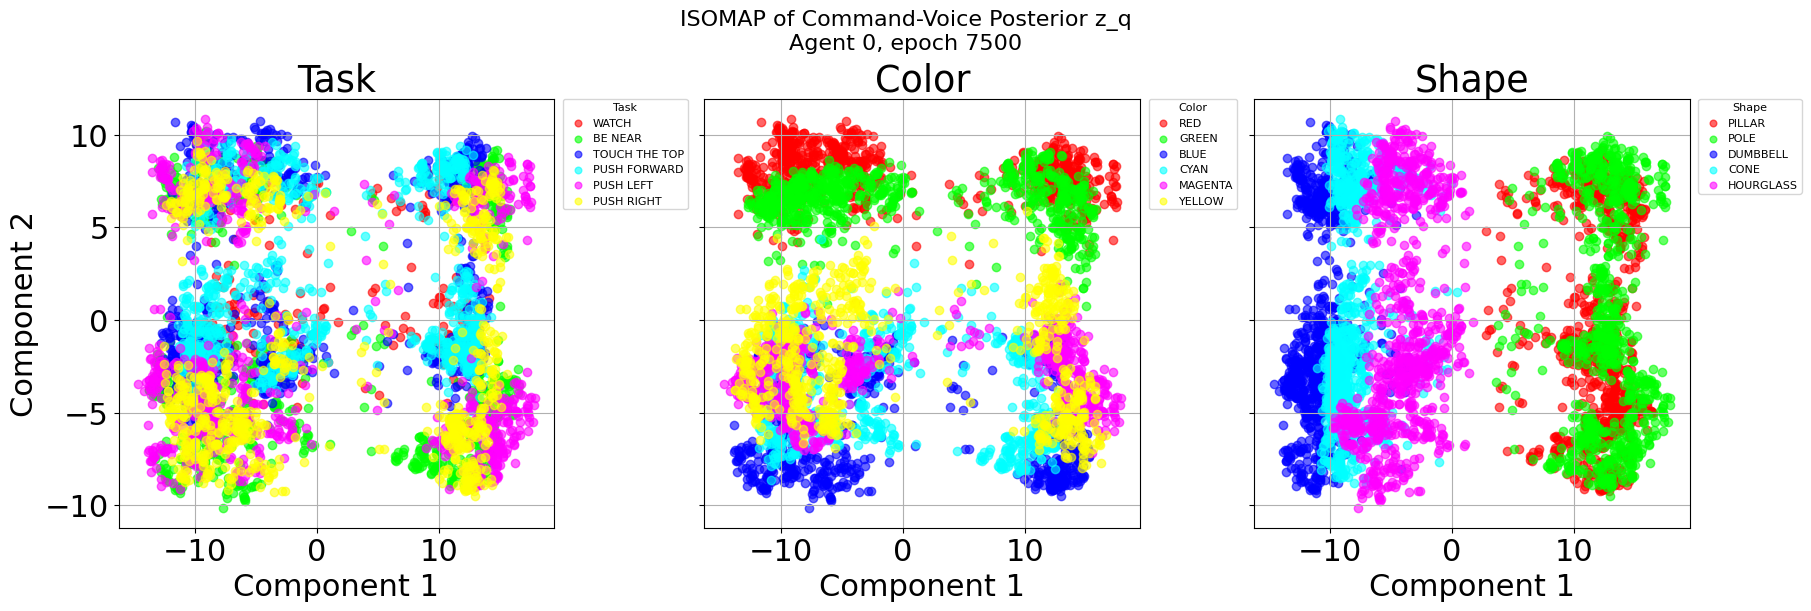 ISOMAP of Command-Voice Posterior z_q
Agent 0, epoch 7500
Task
Color
Shape
Component 2
10
5
0
−5
−10
−10
0
10
Component 1
Task
WATCH
BE NEAR
TOUCH THE TOP
PUSH FORWARD
PUSH LEFT
PUSH RIGHT
−10
0
10
Component 1
Color
RED
GREEN
BLUE
CYAN
MAGENTA
YELLOW
−10
0
10
Component 1
Shape
PILLAR
POLE
DUMBBELL
CONE
HOURGLASS